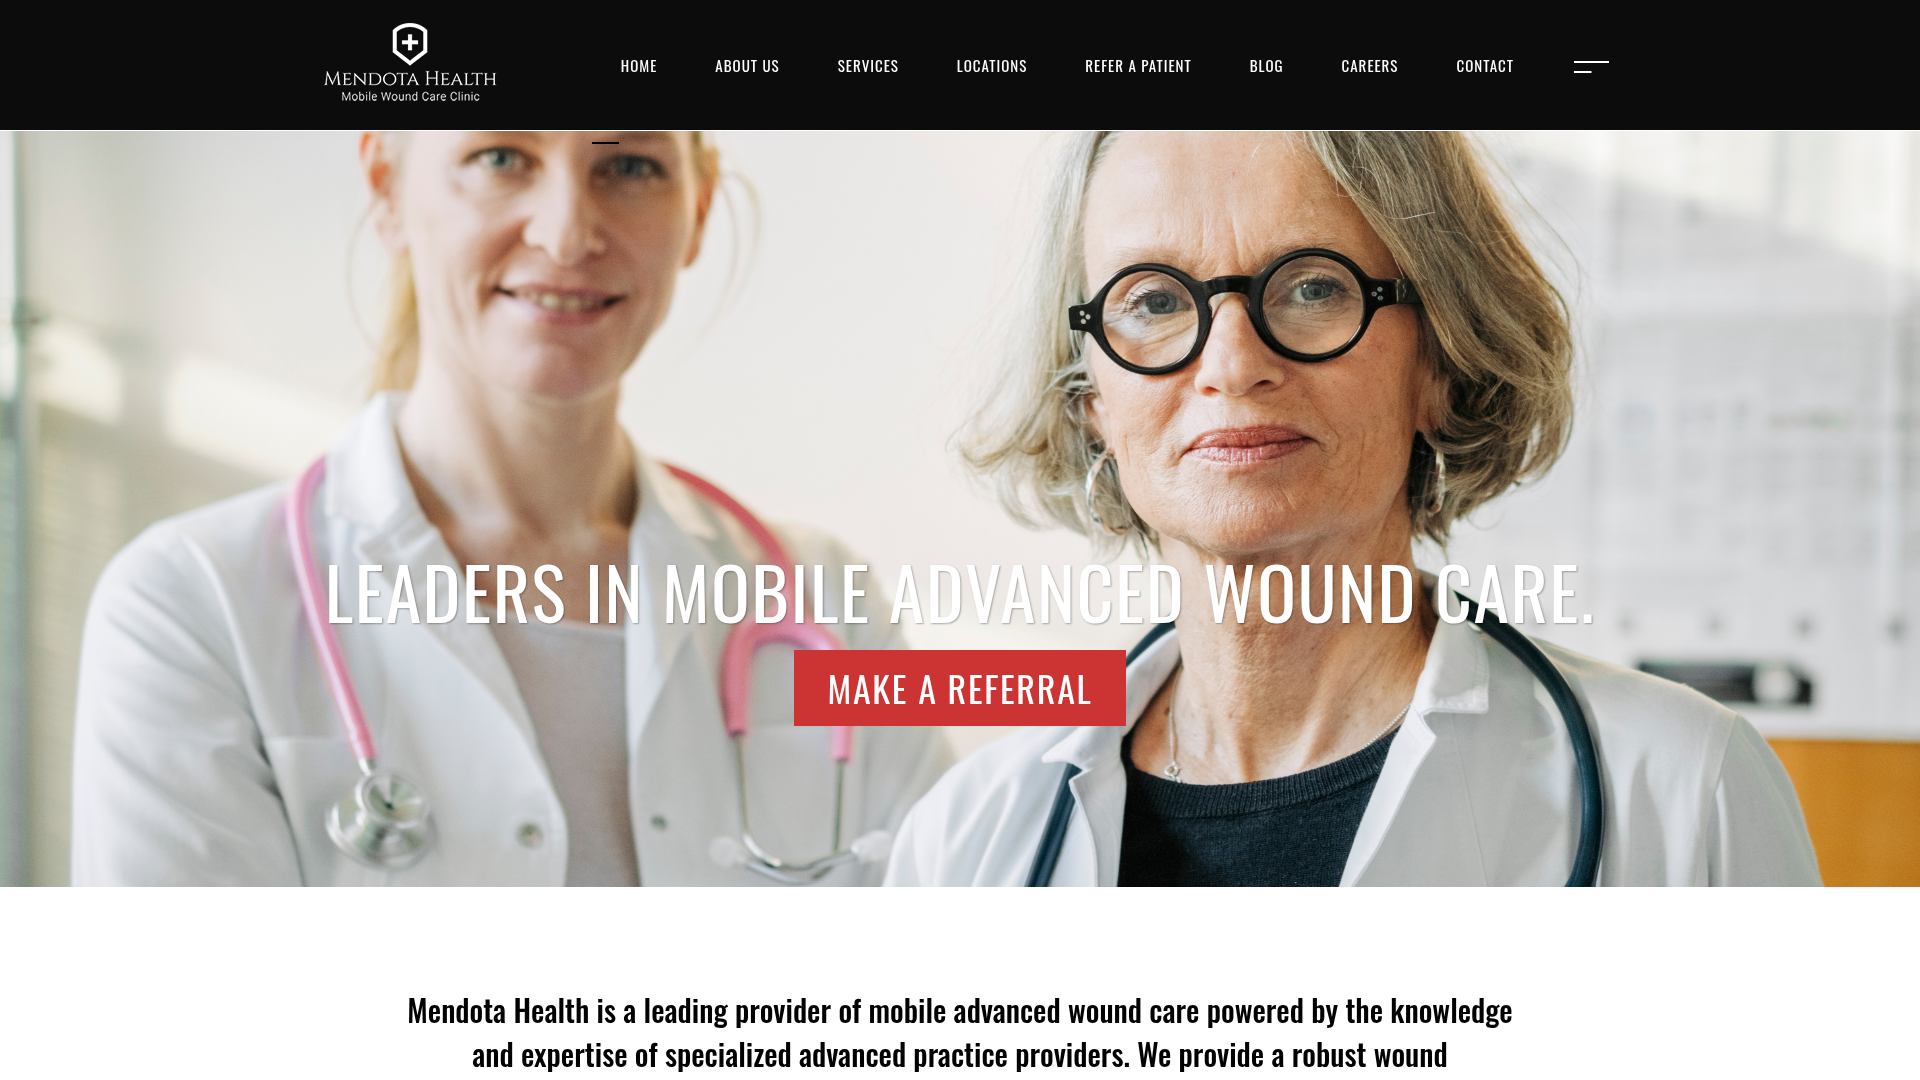 MENDOTA HEALTH
Mobile Wound Care Clinic
HOME
ABOUT US
SERVICES
LOCATIONS
REFER A PATIENT
BLOG
CAREERS
CONTACT
LEADERS IN MOBILE ADVANCED WOUND CARE.
MAKE A REFERRAL
Mendota Health is a leading provider of mobile advanced wound care powered by the knowledge
and expertise of specialized advanced practice providers. We provide a robust wound